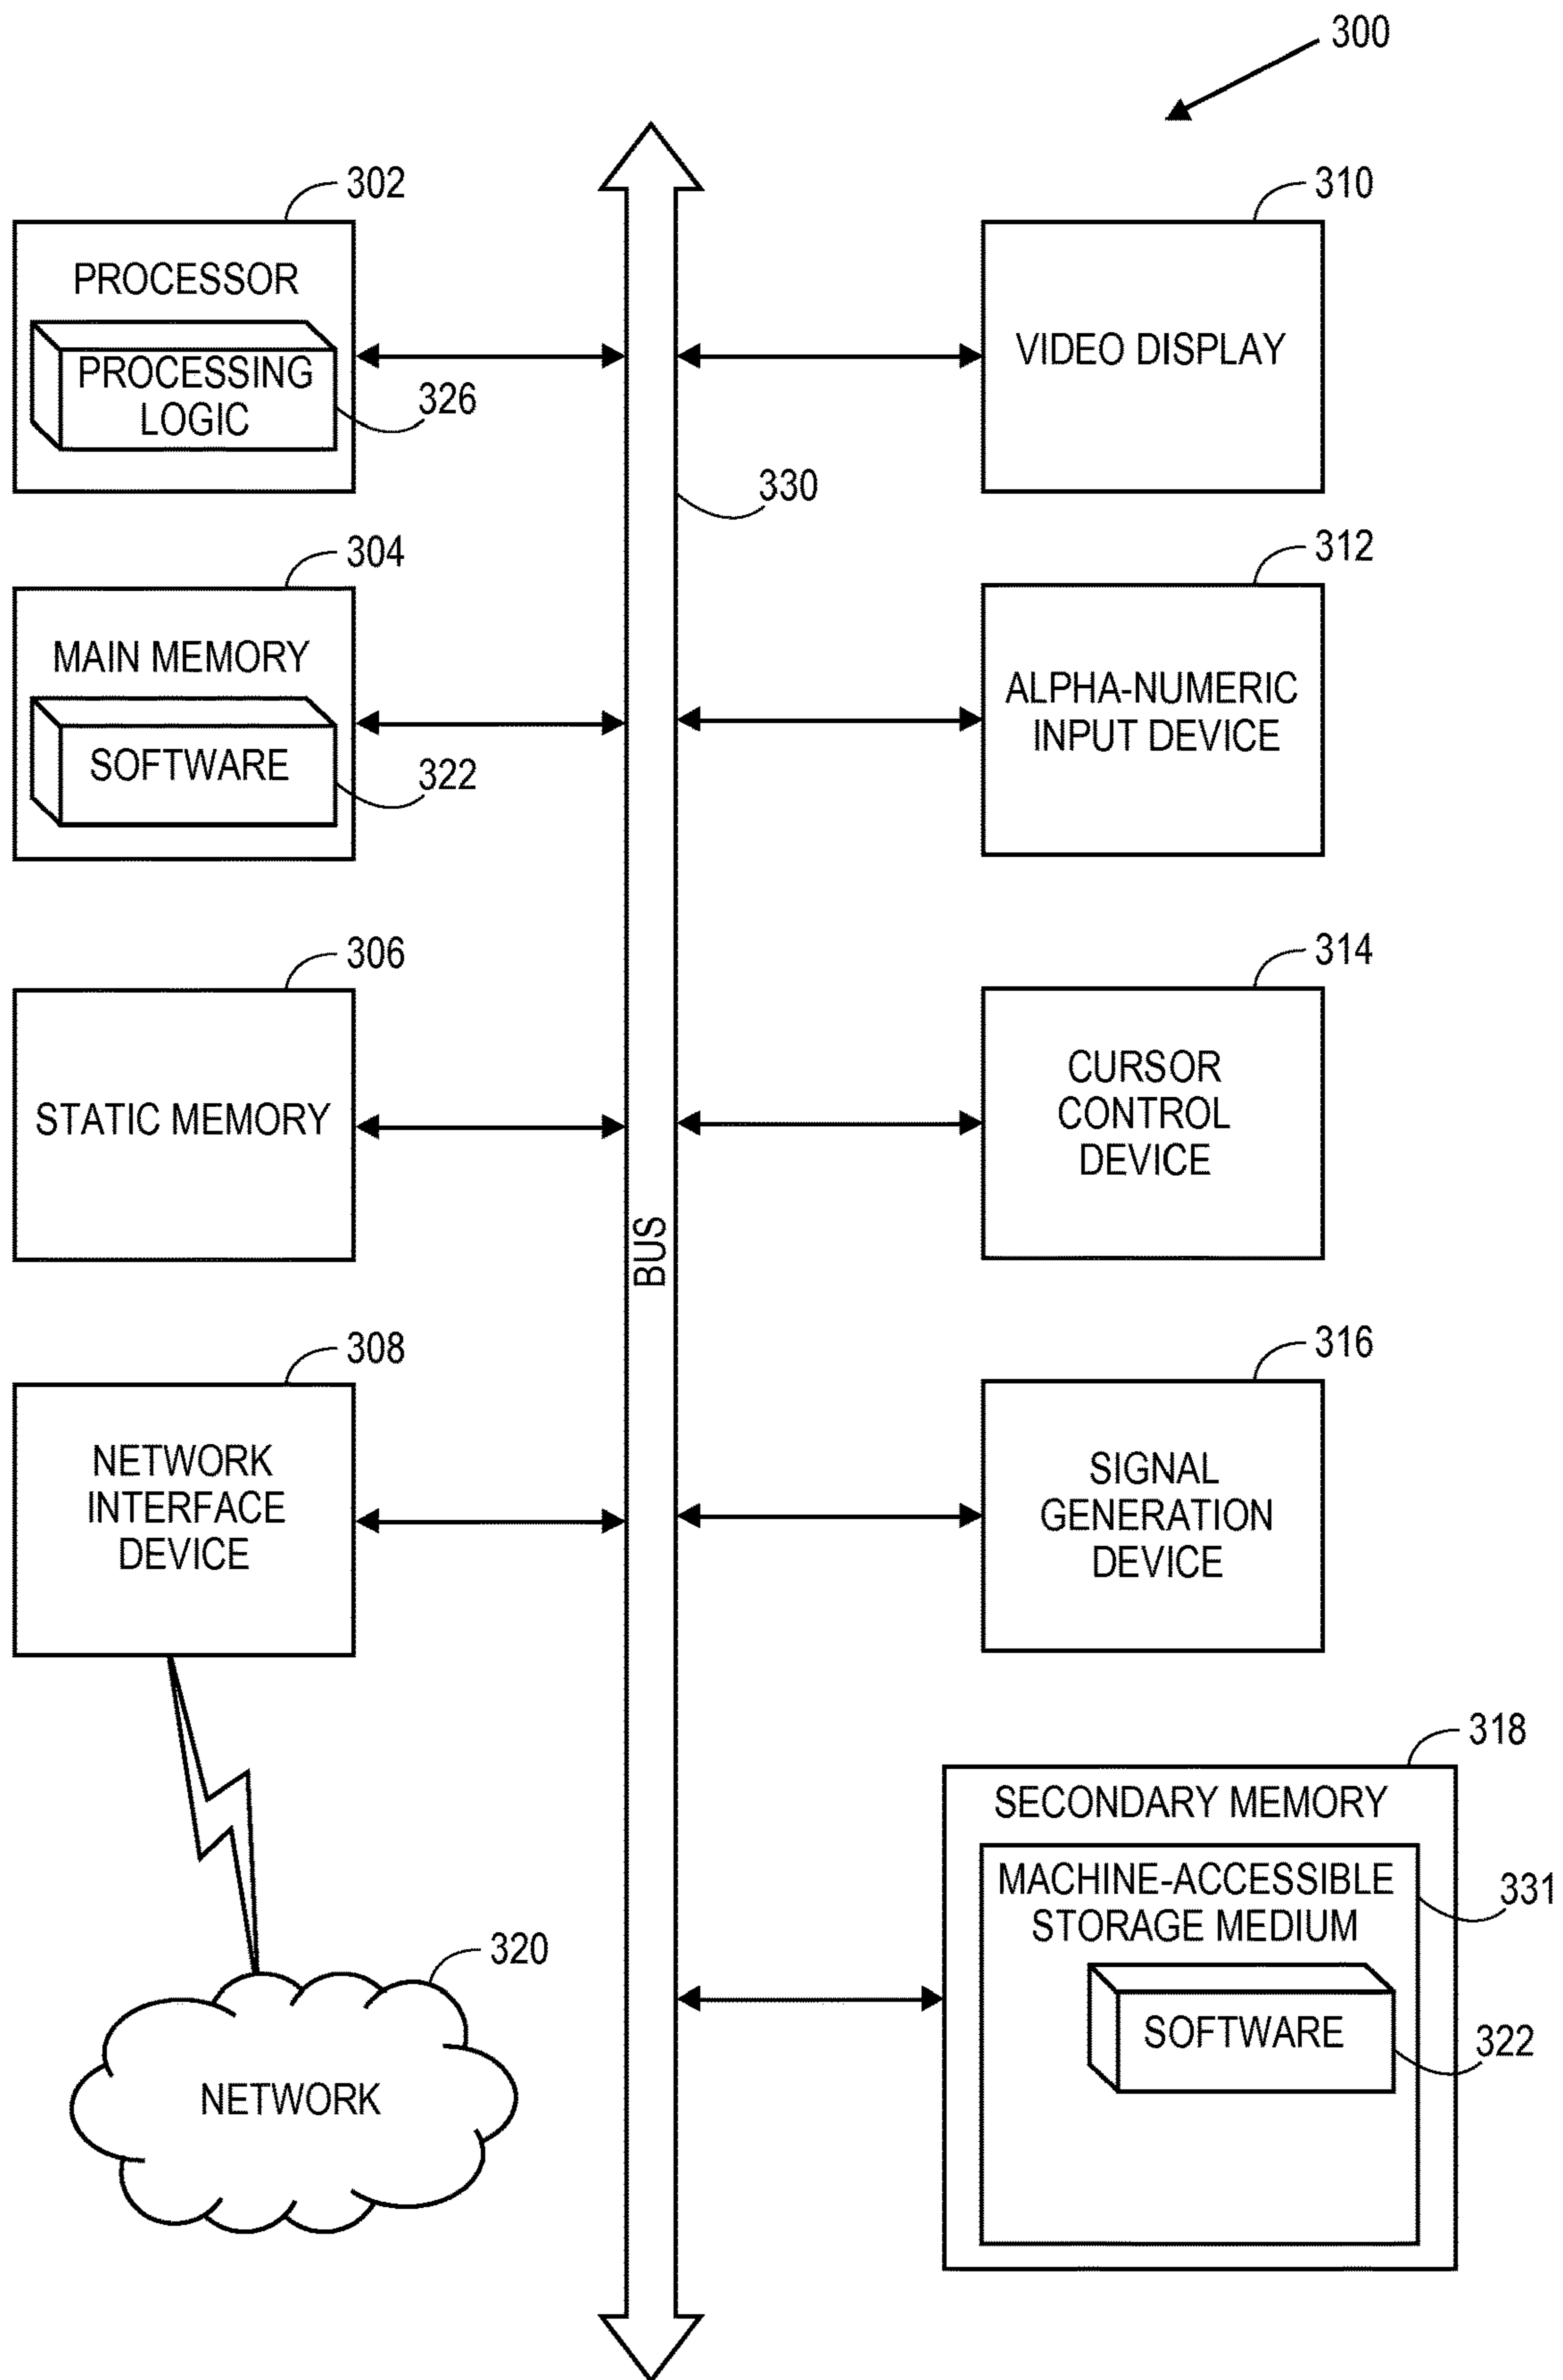 300
302
PROCESSOR
PROCESSING
LOGIC
326
304
MAIN MEMORY
SOFTWARE
322
306
STATIC MEMORY
308
NETWORK
INTERFACE
DEVICE
320
NETWORK
330
BUS
310
VIDEO DISPLAY
312
ALPHA-NUMERIC
INPUT DEVICE
314
CURSOR
CONTROL
DEVICE
316
SIGNAL
GENERATION
DEVICE
318
SECONDARY MEMORY
MACHINE-ACCESSIBLE
STORAGE MEDIUM
331
SOFTWARE
322